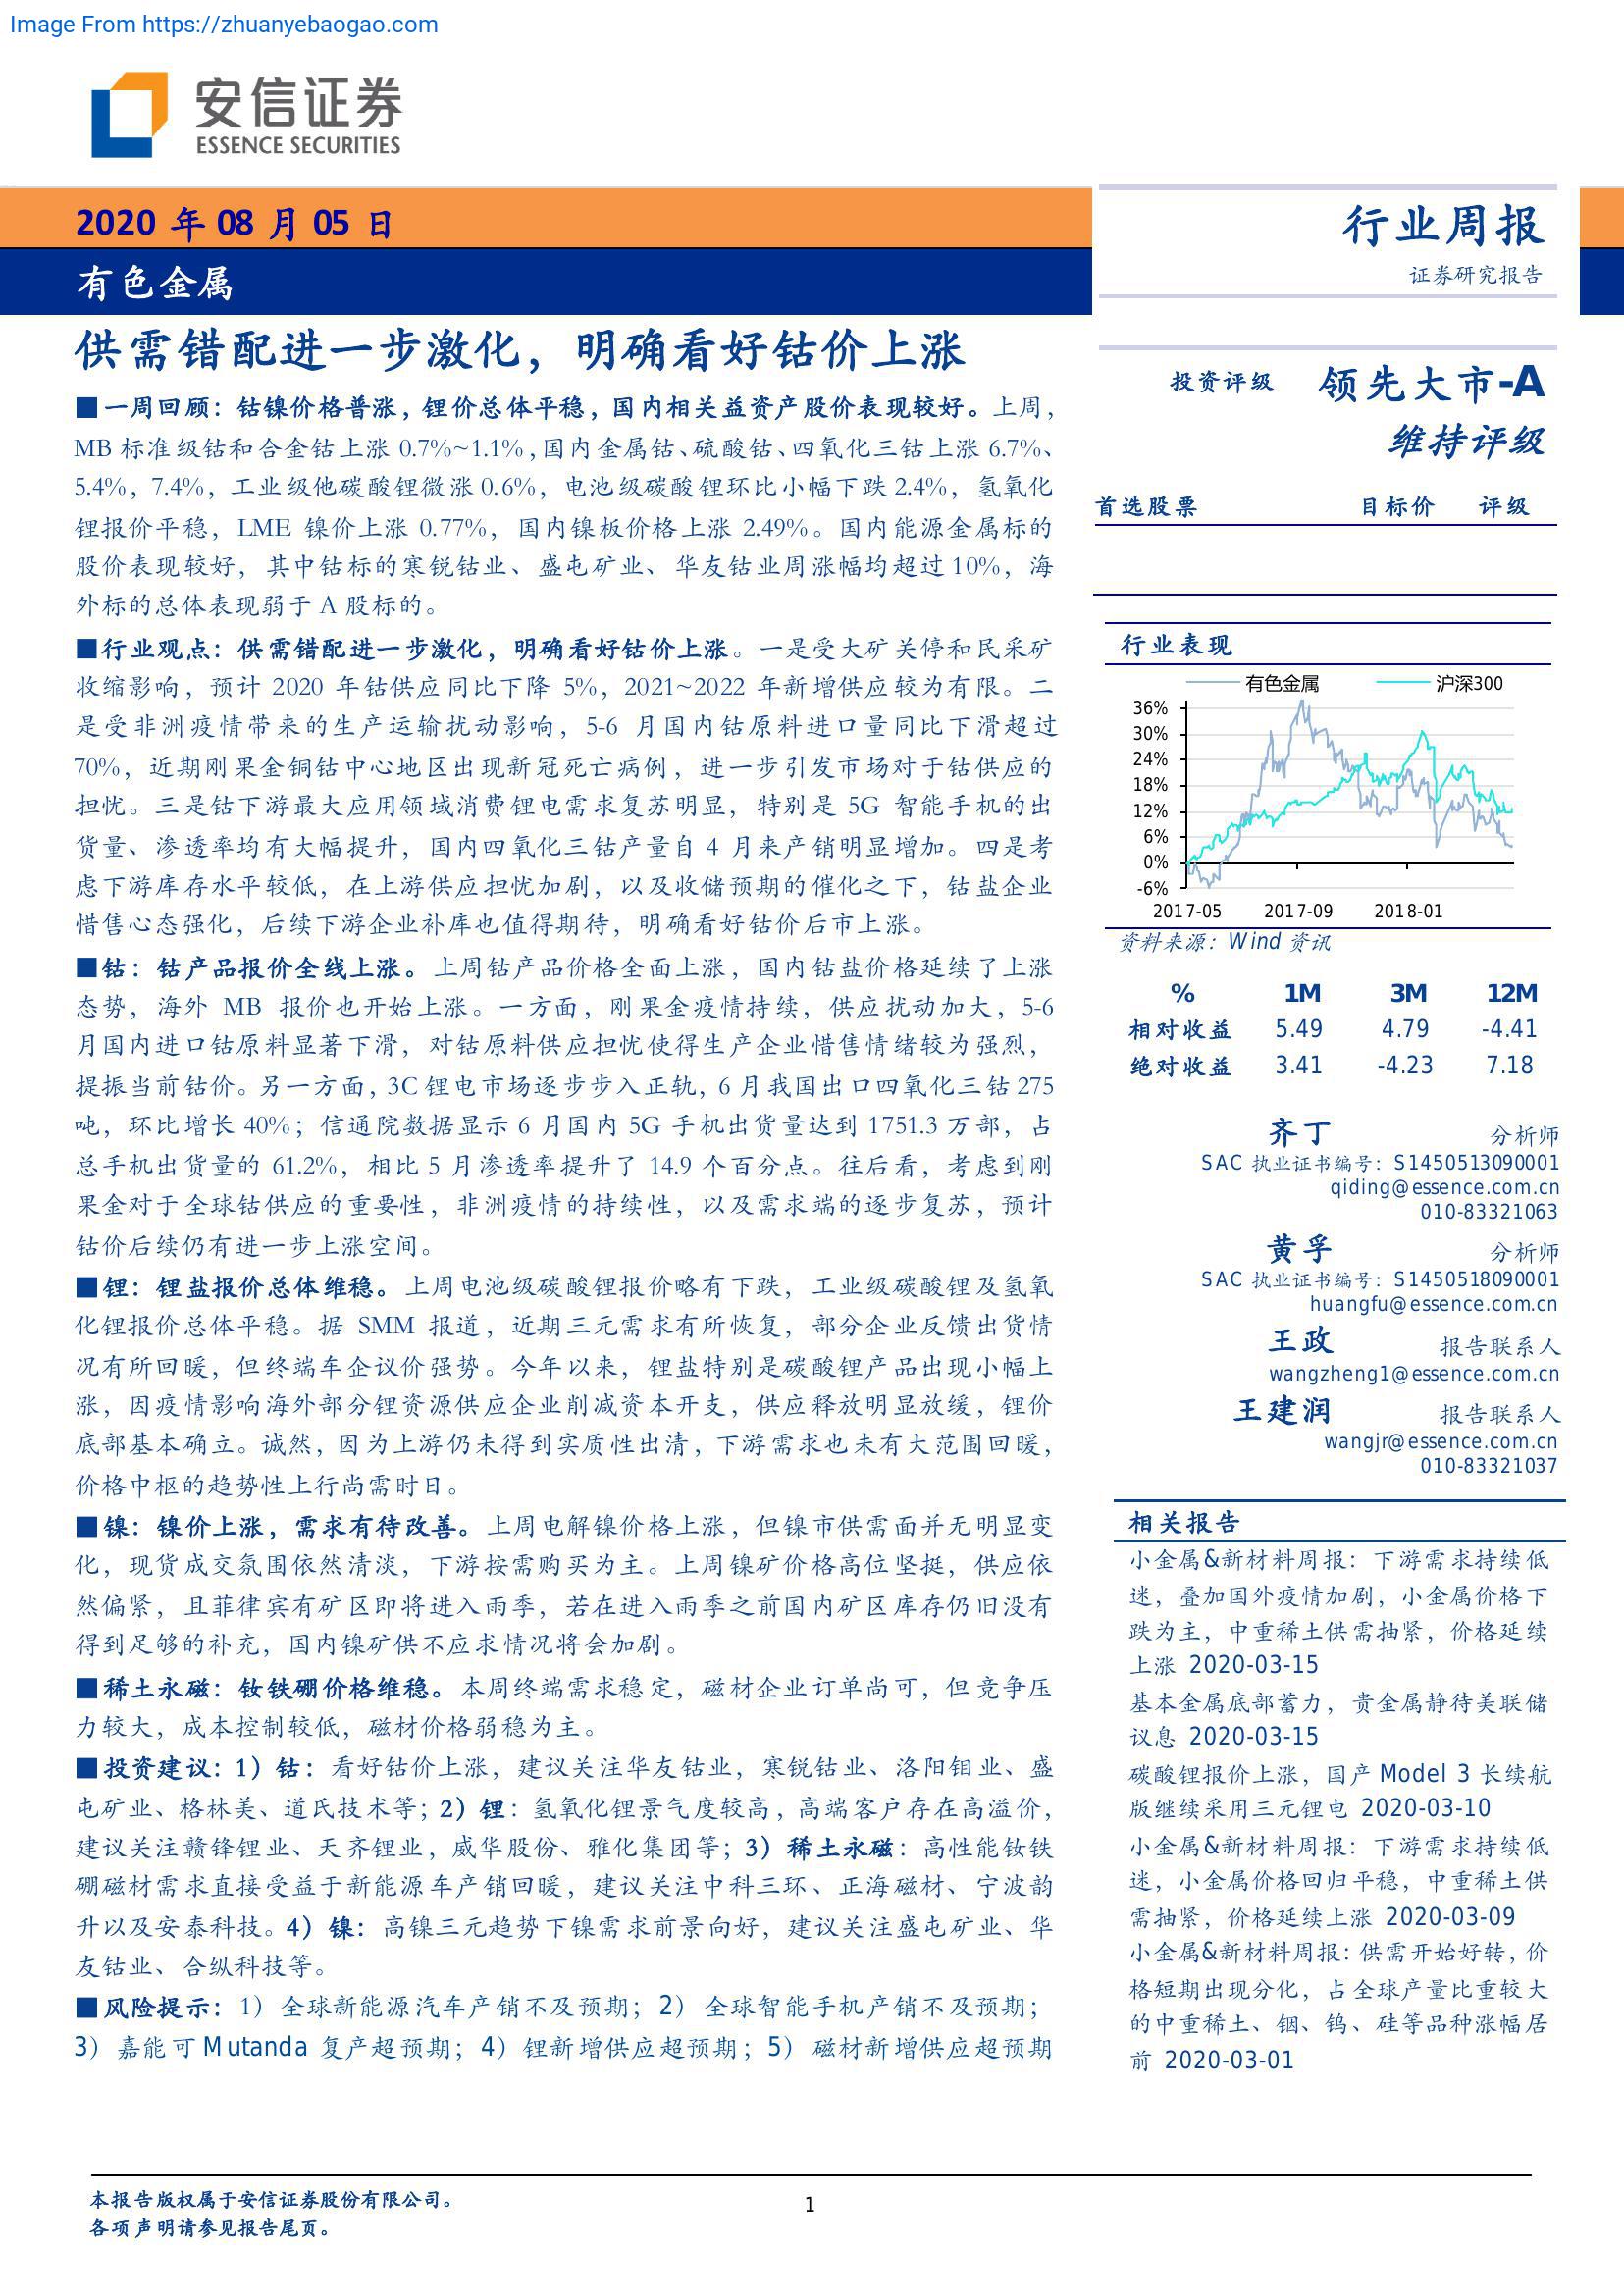 Image From https://zhuanyebaogao.com
安信证券
ESSENCE SECURITIES
2020 年 08 月 05 日
有色金属
行业周报
证券研究报告
供需错配进一步激化，明确看好钴价上涨
■一周回顾：钴镍价格普涨，锂价总体平稳，国内相关益资产股价表现较好。上周，
MB 标准级钴和合金钴上涨 0.7%~1.1%，国内金属钴、硫酸钴、四氧化三钴上涨 6.7%、
5.4%，7.4%，工业级他碳酸锂微涨 0.6%，电池级碳酸锂环比小幅下跌 2.4%，氢氧化
锂报价平稳，LME 镍价上涨 0.77%，国内镍板价格上涨 2.49%。国内能源金属标的
股价表现较好，其中钴标的寒锐钴业、盛屯矿业、华友钴业周涨幅均超过 10%，海
外标的总体表现弱于 A 股标的。
■行业观点：供需错配进一步激化，明确看好钴价上涨。一是受大矿关停和民采矿
收缩影响，预计 2020 年钴供应同比下降 5%，2021~2022 年新增供应较为有限。二
是受非洲疫情带来的生产运输扰动影响，5-6 月国内钴原料进口量同比下滑超过
70%，近期刚果金铜钴中心地区出现新冠死亡病例，进一步引发市场对于钴供应的
担忧。三是钴下游最大应用领域消费锂电需求复苏明显，特别是 5G 智能手机的出
货量、渗透率均有大幅提升，国内四氧化三钴产量自 4 月来产销明显增加。四是考
虑下游库存水平较低，在上游供应担忧加剧，以及收储预期的催化之下，钴盐企业
惜售心态强化，后续下游企业补库也值得期待，明确看好钴价后市上涨。
■钴：钴产品报价全线上涨。上周钴产品价格全面上涨，国内钴盐价格延续了上涨
态势，海外 MB 报价也开始上涨。一方面，刚果金疫情持续，供应扰动加大，5-6
月国内进口钴原料显著下滑，对钴原料供应担忧使得生产企业惜售情绪较为强烈，
提振当前钴价。另一方面，3C 锂电市场逐步步入正轨，6 月我国出口四氧化三钴 275
吨，环比增长 40%；信通院数据显示 6 月国内 5G 手机出货量达到 1751.3 万部，占
总手机出货量的 61.2%，相比 5 月渗透率提升了 14.9 个百分点。往后看，考虑到刚
果金对于全球钴供应的重要性，非洲疫情的持续性，以及需求端的逐步复苏，预计
钴价后续仍有进一步上涨空间。
■锂：锂盐报价总体维稳。上周电池级碳酸锂报价略有下跌，工业级碳酸锂及氢氧
化锂报价总体平稳。据 SMM 报道，近期三元需求有所恢复，部分企业反馈出货情
况有所回暖，但终端车企议价强势。今年以来，锂盐特别是碳酸锂产品出现小幅上
涨，因疫情影响海外部分锂资源供应企业削减资本开支，供应释放明显放缓，锂价
底部基本确立。诚然，因为上游仍未得到实质性出清，下游需求也未有大范围回暖，
价格中枢的趋势性上行尚需时日。
■镍：镍价上涨，需求有待改善。上周电解镍价格上涨，但镍市供需面并无明显变
化，现货成交氛围依然清淡，下游按需购买为主。上周镍矿价格高位坚挺，供应依
然偏紧，且菲律宾有矿区即将进入雨季，若在进入雨季之前国内矿区库存仍旧没有
得到足够的补充，国内镍矿供不应求情况将会加剧。
■稀土永磁：钕铁硼价格维稳。本周终端需求稳定，磁材企业订单尚可，但竞争压
力较大，成本控制较低，磁材价格弱稳为主。
■投资建议：1）钴：看好钴价上涨，建议关注华友钴业，寒锐钴业、洛阳钼业、盛
屯矿业、格林美、道氏技术等；2）锂：氢氧化锂景气度较高，高端客户存在高溢价，
建议关注赣锋锂业、天齐锂业，威华股份、雅化集团等；3）稀土永磁：高性能钕铁
硼磁材需求直接受益于新能源车产销回暖，建议关注中科三环、正海磁材、宁波韵
升以及安泰科技。4）镍：高镍三元趋势下镍需求前景向好，建议关注盛屯矿业、华
友钴业、合纵科技等。
■风险提示：1）全球新能源汽车产销不及预期；2）全球智能手机产销不及预期；
3）嘉能可 Mutanda 复产超预期；4）锂新增供应超预期；5）磁材新增供应超预期
投资评级 领先大市-A
维持评级
首选股票 目标价 评级
行业表现
有色金属 沪深300
36%
30%
24%
18%
12%
6%
0%
-6%
2017-05 2017-09 2018-01
资料来源：Wind 资讯
% 1M 3M 12M
相对收益 5.49 4.79 -4.41
绝对收益 3.41 -4.23 7.18
齐丁 分析师
SAC 执业证书编号：S1450513090001
qiding@essence.com.cn
010-83321063
黄孚 分析师
SAC 执业证书编号：S1450518090001
huangfu@essence.com.cn
王政 报告联系人
wangzheng1@essence.com.cn
王建润 报告联系人
wangjr@essence.com.cn
010-83321037
相关报告
小金属&新材料周报：下游需求持续低
迷，叠加国外疫情加剧，小金属价格下
跌为主，中重稀土供需抽紧，价格延续
上涨 2020-03-15
基本金属底部蓄力，贵金属静待美联储
议息 2020-03-15
碳酸锂报价上涨，国产 Model 3 长续航
版继续采用三元锂电 2020-03-10
小金属&新材料周报：下游需求持续低
迷，小金属价格回归平稳，中重稀土供
需抽紧，价格延续上涨 2020-03-09
小金属&新材料周报：供需开始好转，价
格短期出现分化，占全球产量比重较大
的中重稀土、铟、钨、硅等品种涨幅居
前 2020-03-01
本报告版权属于安信证券股份有限公司。
各项声明请参见报告尾页。
1